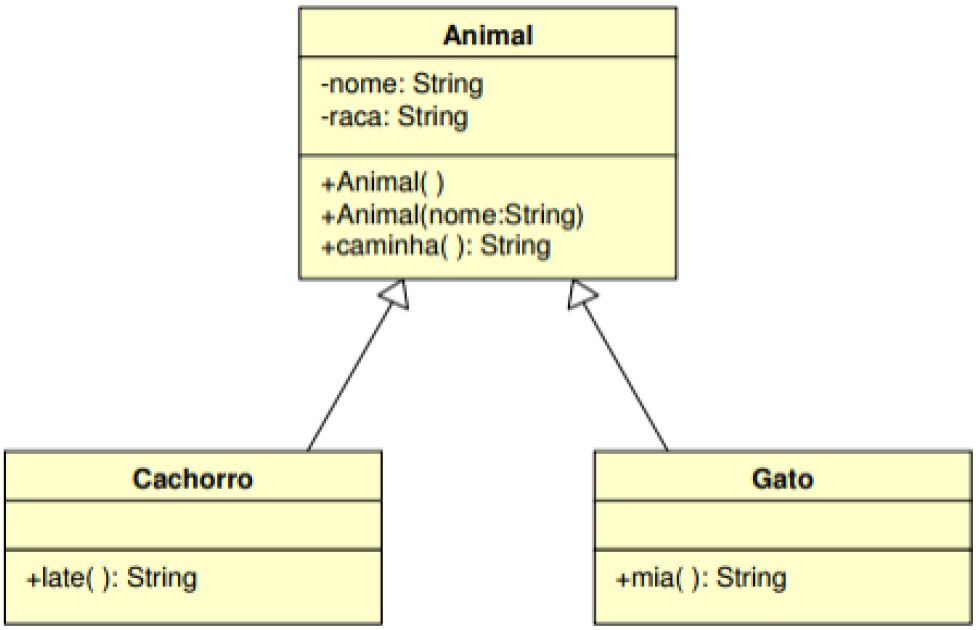 Animal
-nome: String
-raca: String
+Animal( )
+Animal(nome:String)
+caminha( ): String
Cachorro
+late( ): String
Gato
+mia( ): String